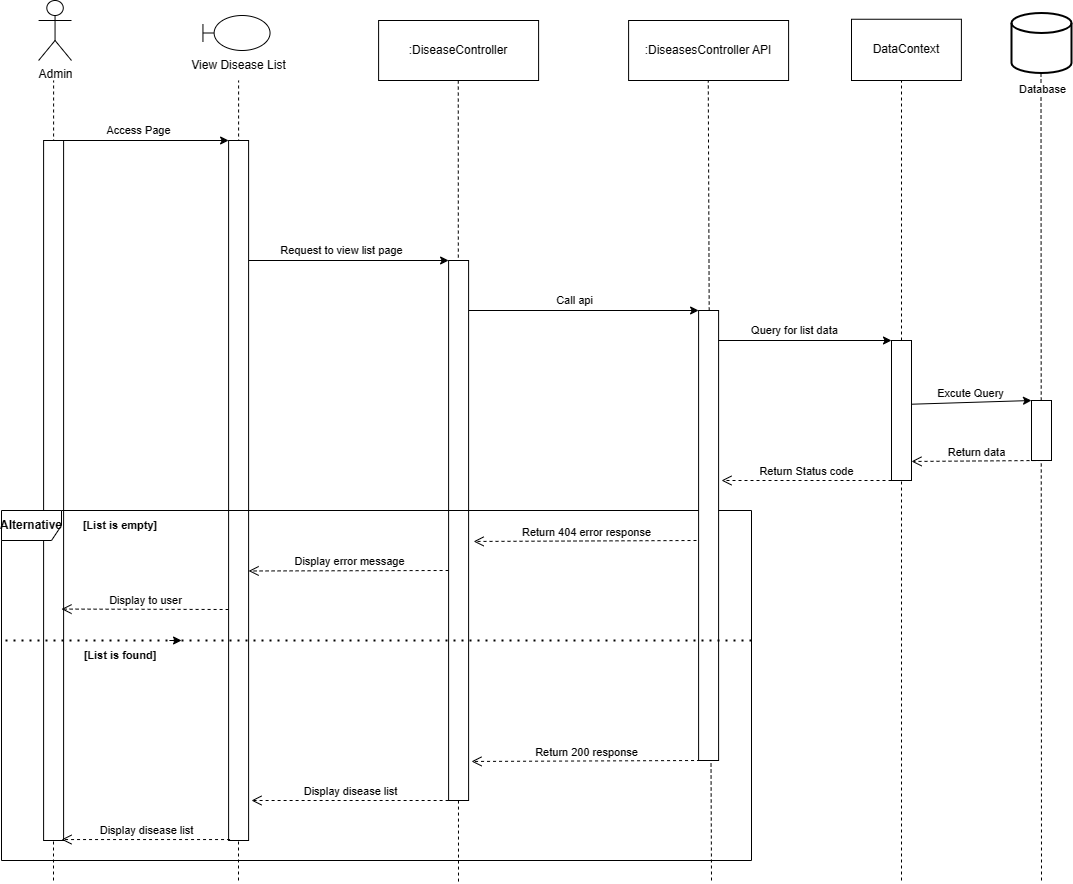 :DiseaseController
:DiseasesController API
DataContext
View Disease List
Admin
Database
Access Page
Request to view list page
Call api
Query for list data
Excute Query
Return data
Return Status code
Alternative
[List is empty]
Return 404 error response
Display error message
Display to user
[List is found]
Return 200 response
Display disease list
Display disease list